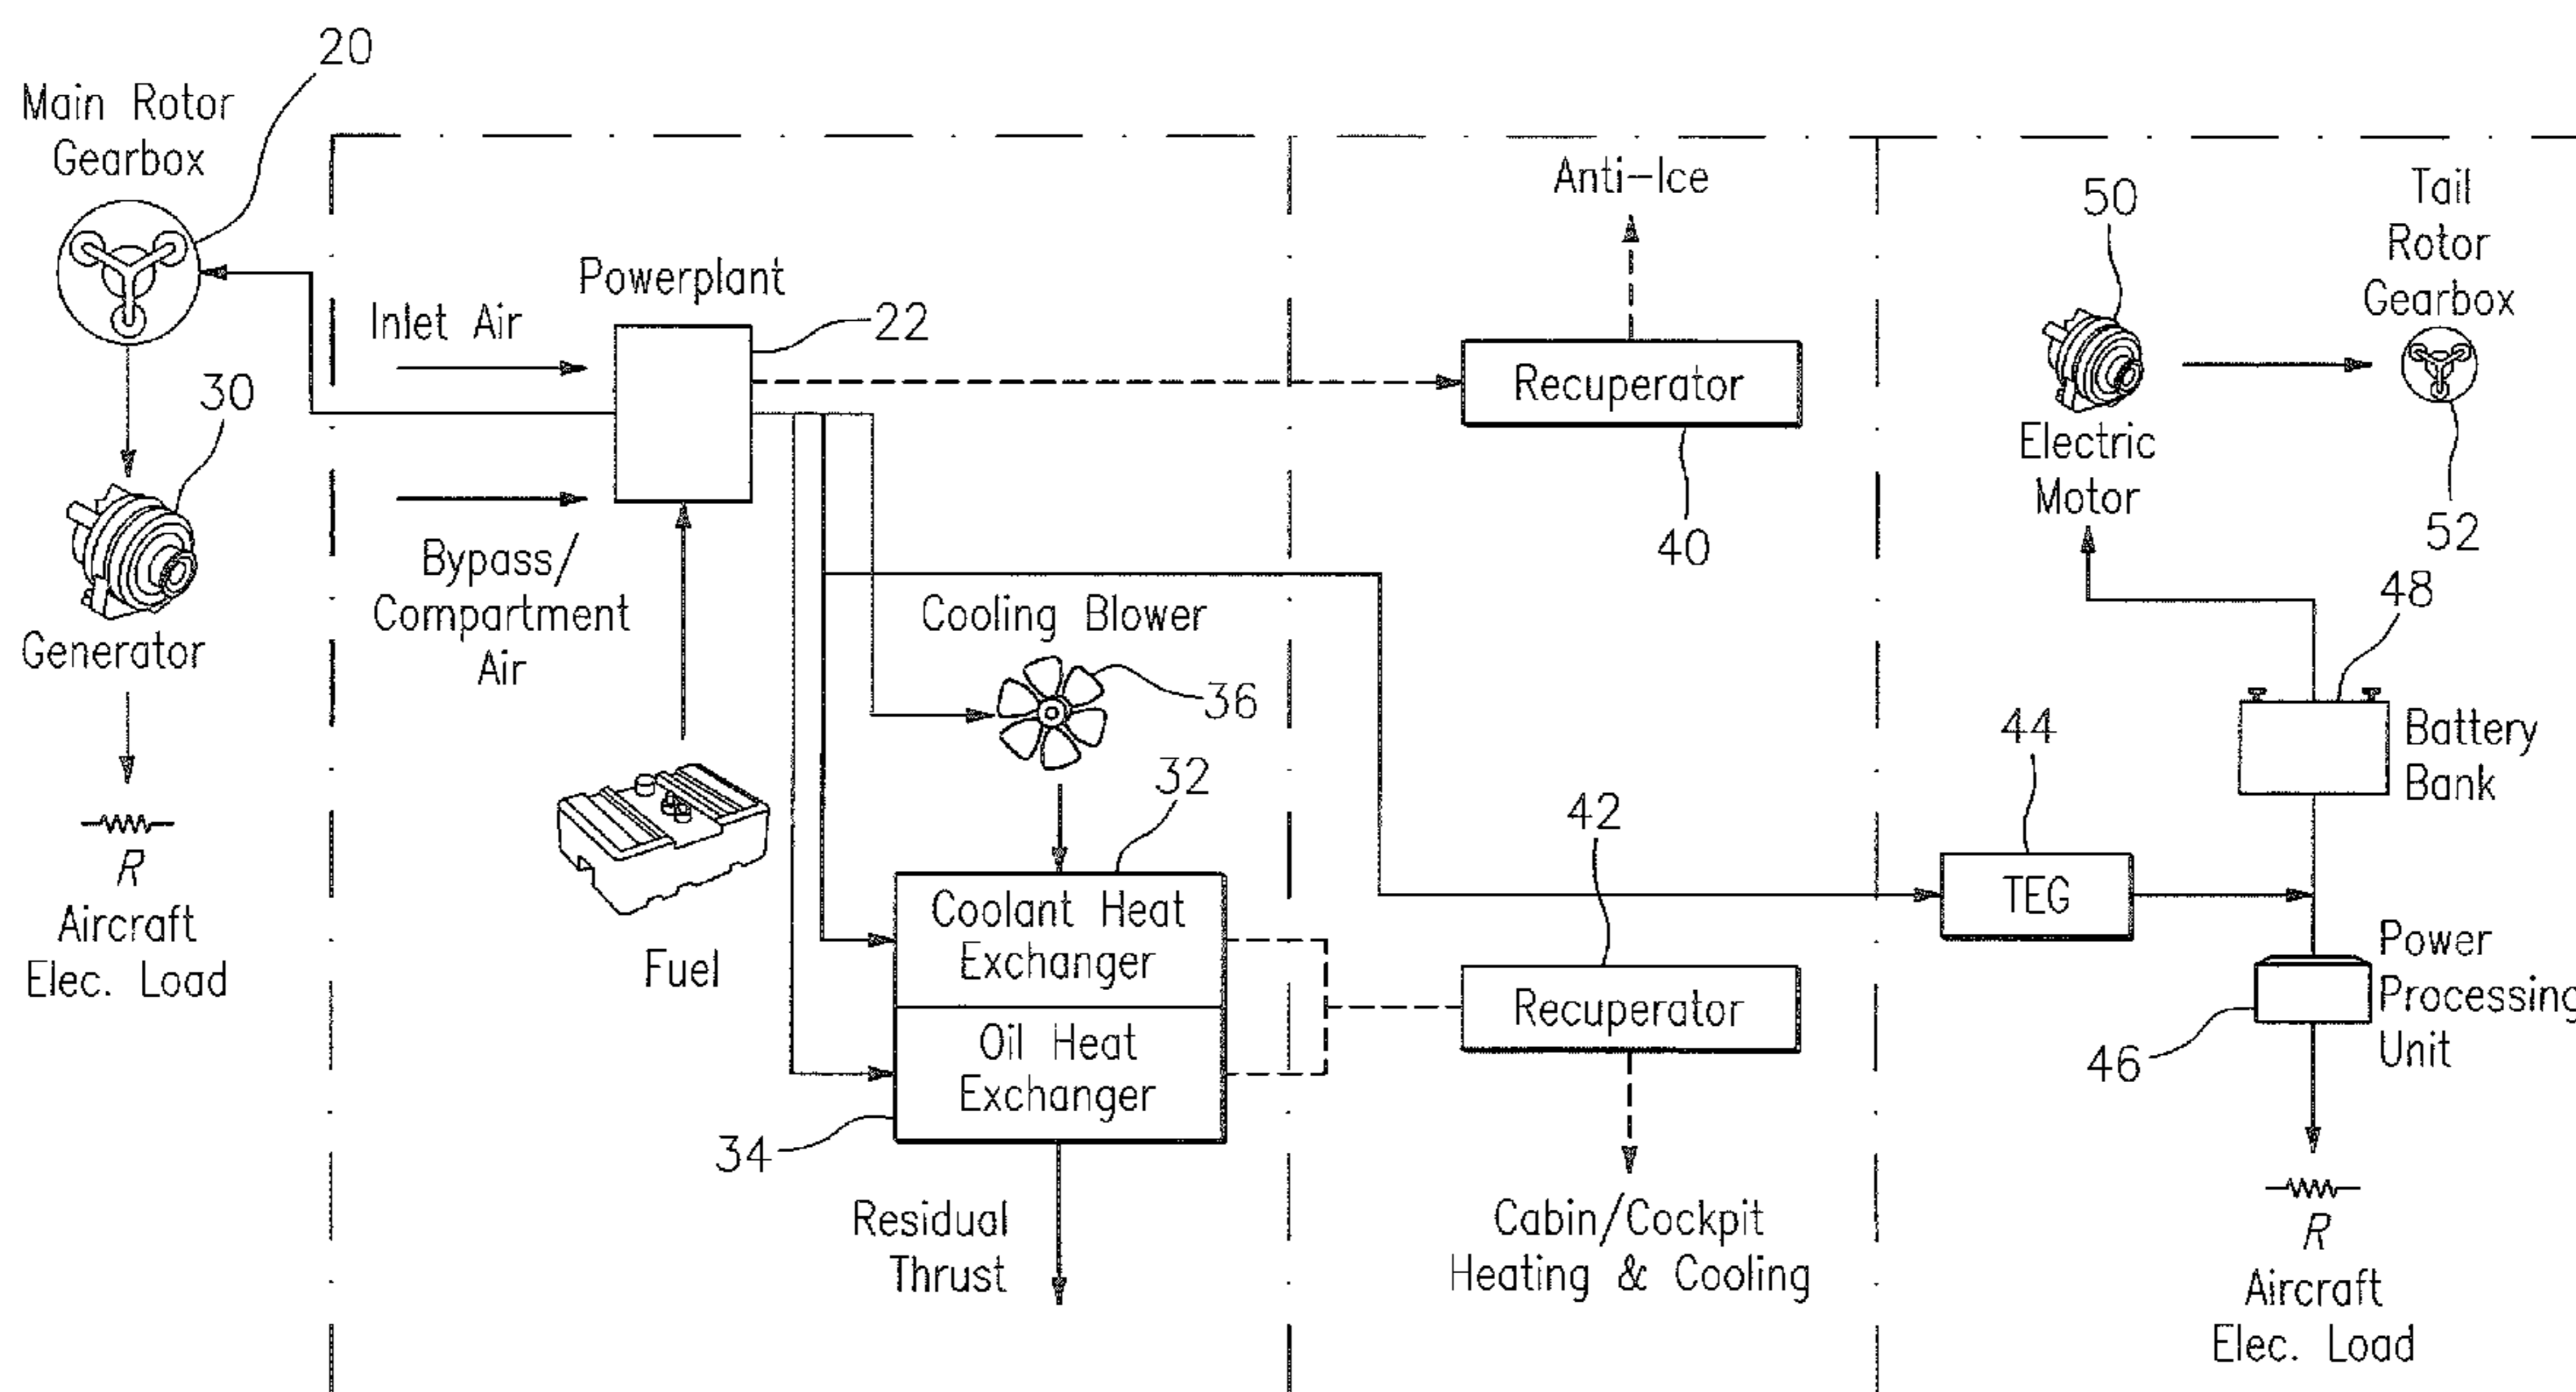 20
Main Rotor
Gearbox
30
Generator
R
Aircraft
Elec. Load
Inlet Air
Powerplant
22
Bypass/
Compartment
Air
Fuel
Cooling Blower
36
32
Coolant Heat
Exchanger
Oil Heat
Exchanger
34
Residual
Thrust
Anti-Ice
Recuperator
40
42
Recuperator
Cabin/Cockpit
Heating & Cooling
50
Electric
Motor
Tail
Rotor
Gearbox
52
48
Battery
Bank
44
TEG
Power
Processing
Unit
46
R
Aircraft
Elec. Load